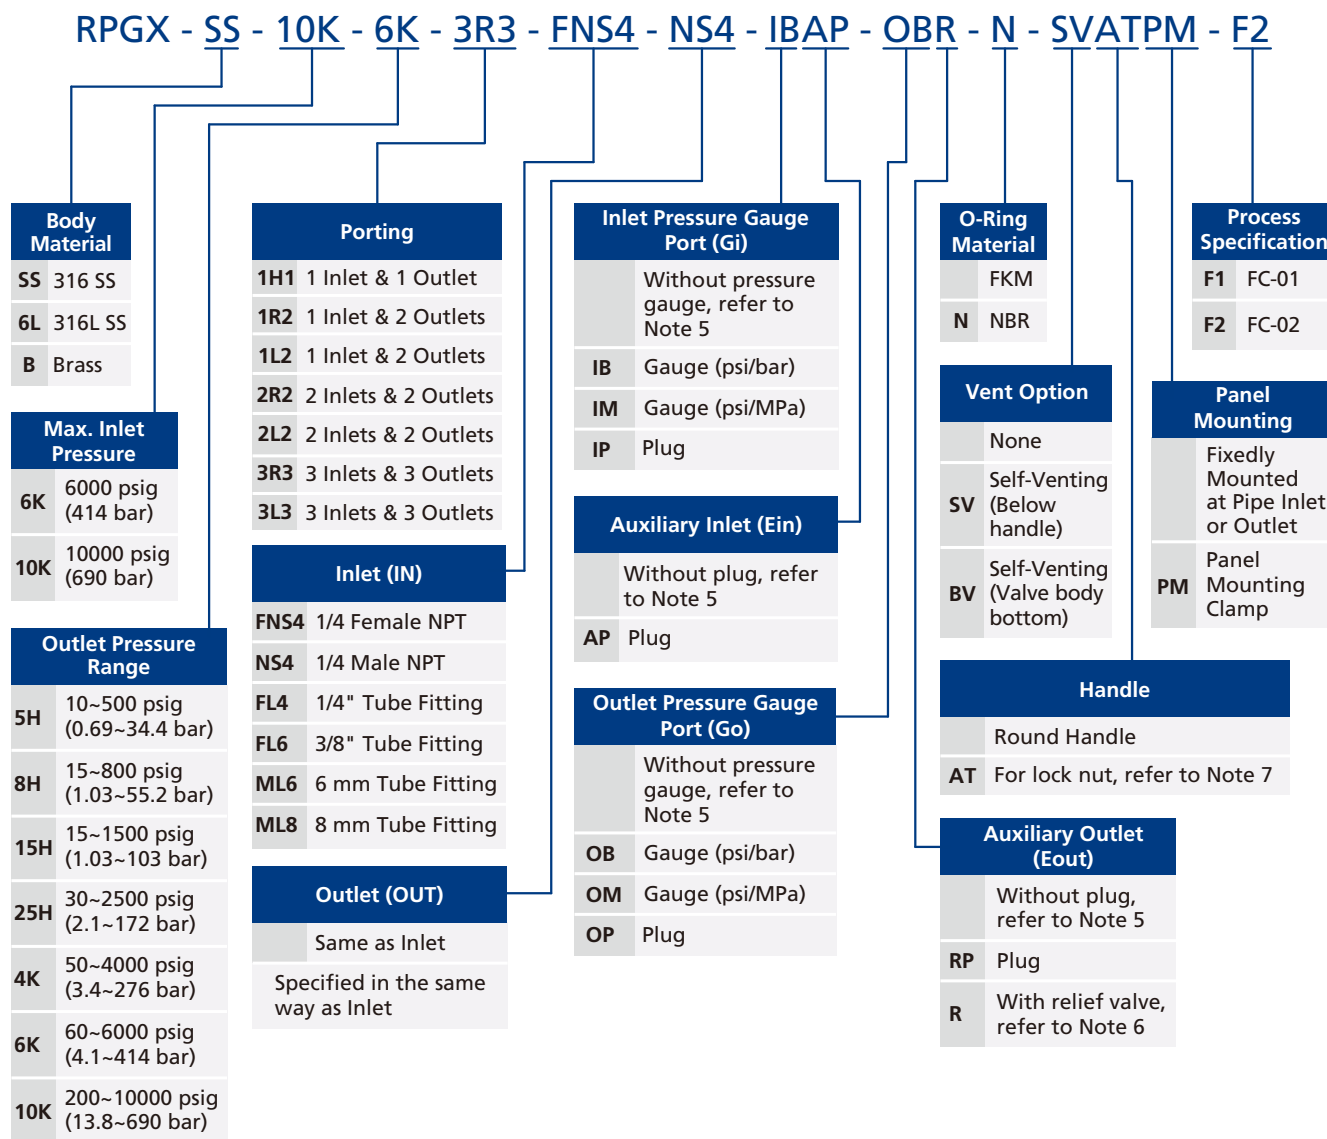 RPGX - SS - 10K - 6K - 3R3 - FNS4 - NS4 - IBAP - OBR - N - SVATPM - F2
Body
Material
SS 316 SS
6L 316L SS
B Brass
Max. Inlet
Pressure
6K 6000 psig
(414 bar)
10K 10000 psig
(690 bar)
Outlet Pressure
Range
5H 10~500 psig
(0.69~34.4 bar)
8H 15~800 psig
(1.03~55.2 bar)
15H 15~1500 psig
(1.03~103 bar)
25H 30~2500 psig
(2.1~172 bar)
4K 50~4000 psig
(3.4~276 bar)
6K 60~6000 psig
(4.1~414 bar)
10K 200~10000 psig
(13.8~690 bar)
Porting
1H1 1 Inlet & 1 Outlet
1R2 1 Inlet & 2 Outlets
1L2 1 Inlet & 2 Outlets
2R2 2 Inlets & 2 Outlets
2L2 2 Inlets & 2 Outlets
3R3 3 Inlets & 3 Outlets
3L3 3 Inlets & 3 Outlets
Inlet (IN)
FNS4 1/4 Female NPT
NS4 1/4 Male NPT
FL4 1/4" Tube Fitting
FL6 3/8" Tube Fitting
ML6 6 mm Tube Fitting
ML8 8 mm Tube Fitting
Outlet (OUT)
Same as Inlet
Specified in the same
way as Inlet
Inlet Pressure Gauge
Port (Gi)
Without pressure
gauge, refer to
Note 5
IB Gauge (psi/bar)
IM Gauge (psi/MPa)
IP Plug
Auxiliary Inlet (Ein)
Without plug, refer
to Note 5
AP Plug
Outlet Pressure Gauge
Port (Go)
Without pressure
gauge, refer to
Note 5
OB Gauge (psi/bar)
OM Gauge (psi/MPa)
OP Plug
O-Ring
Material
FKM
N NBR
Vent Option
None
SV Self-Venting
(Below
handle)
BV Self-Venting
(Valve body
bottom)
Process
Specification
F1 FC-01
F2 FC-02
Panel
Mounting
Fixedly
Mounted
at Pipe Inlet
or Outlet
PM Panel
Mounting
Clamp
Handle
Round Handle
AT For lock nut, refer to Note 7
Auxiliary Outlet
(Eout)
Without plug,
refer to Note 5
RP Plug
R With relief valve,
refer to Note 6